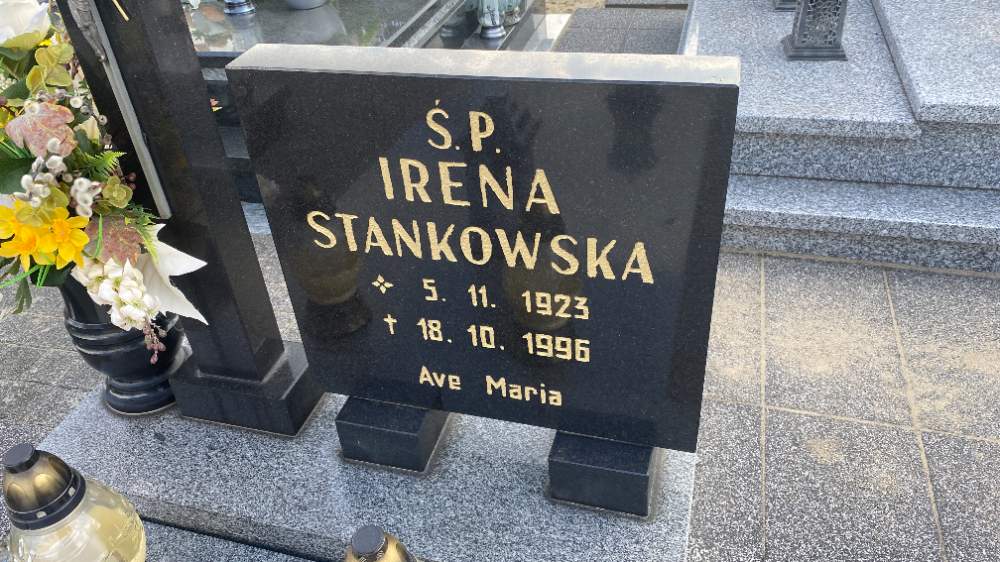 Ś.P.
IRENA
STANKOWSKA
5. 11. 1923
† 18. 10. 1996
Ave Maria